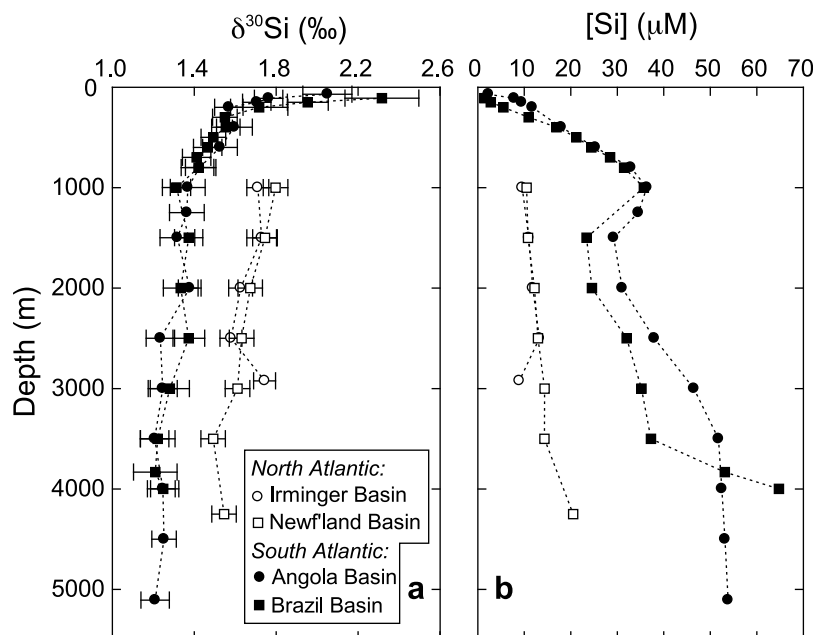 δ³⁰Si (‰)
[Si] (μM)
1.0 1.4 1.8 2.2 2.6
0 10 20 30 40 50 60 70
0
1000
2000
3000
4000
5000
Depth (m)
North Atlantic:
Irminger Basin
Newf'land Basin
South Atlantic:
Angola Basin
Brazil Basin
a
b